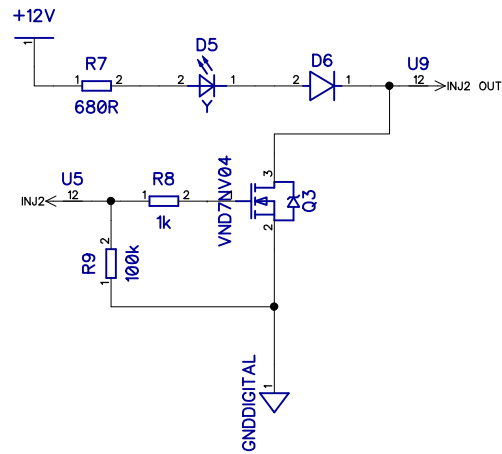 +12V
1
R7
1 2
680R
D5
2 1
Y
D6
2 1
U9
12
INJ2 OUT
U5
12
INJ2
R8
1 2
1k
1
3
2
Q3
R9
2
1
100k
1
GNDDIGITAL